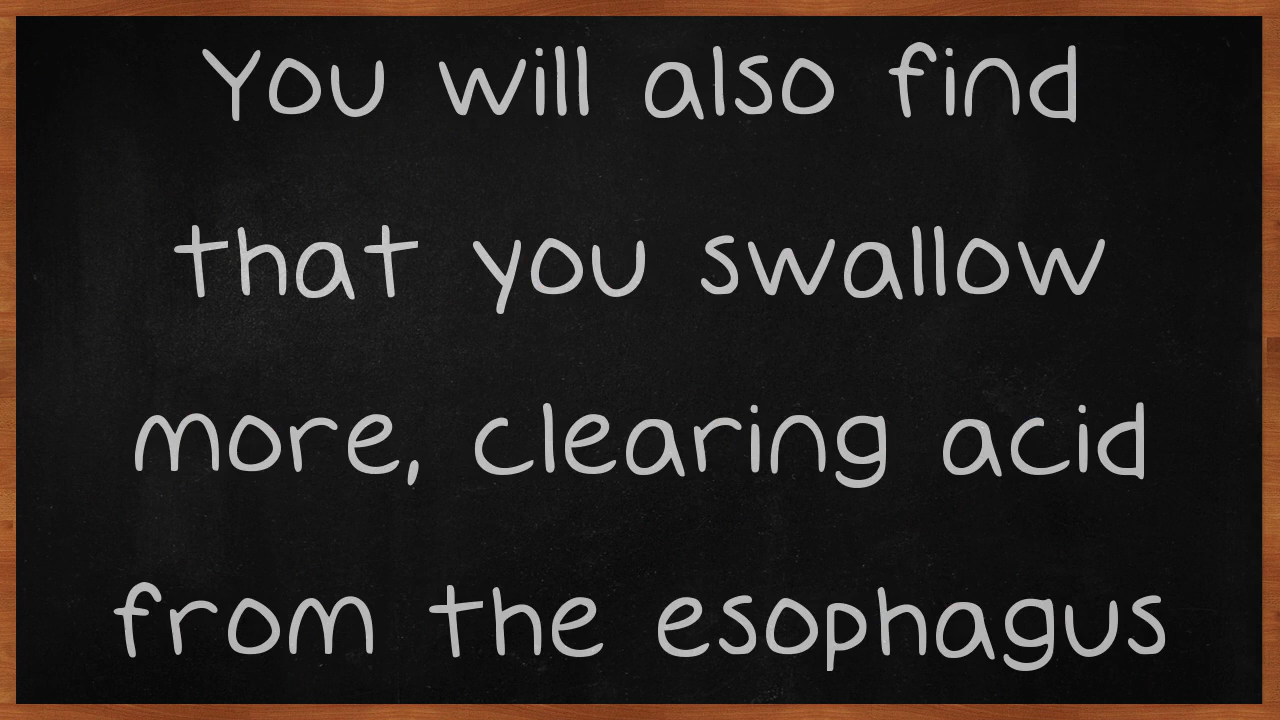 You will also find
that you swallow
more, clearing acid
from the esophagus